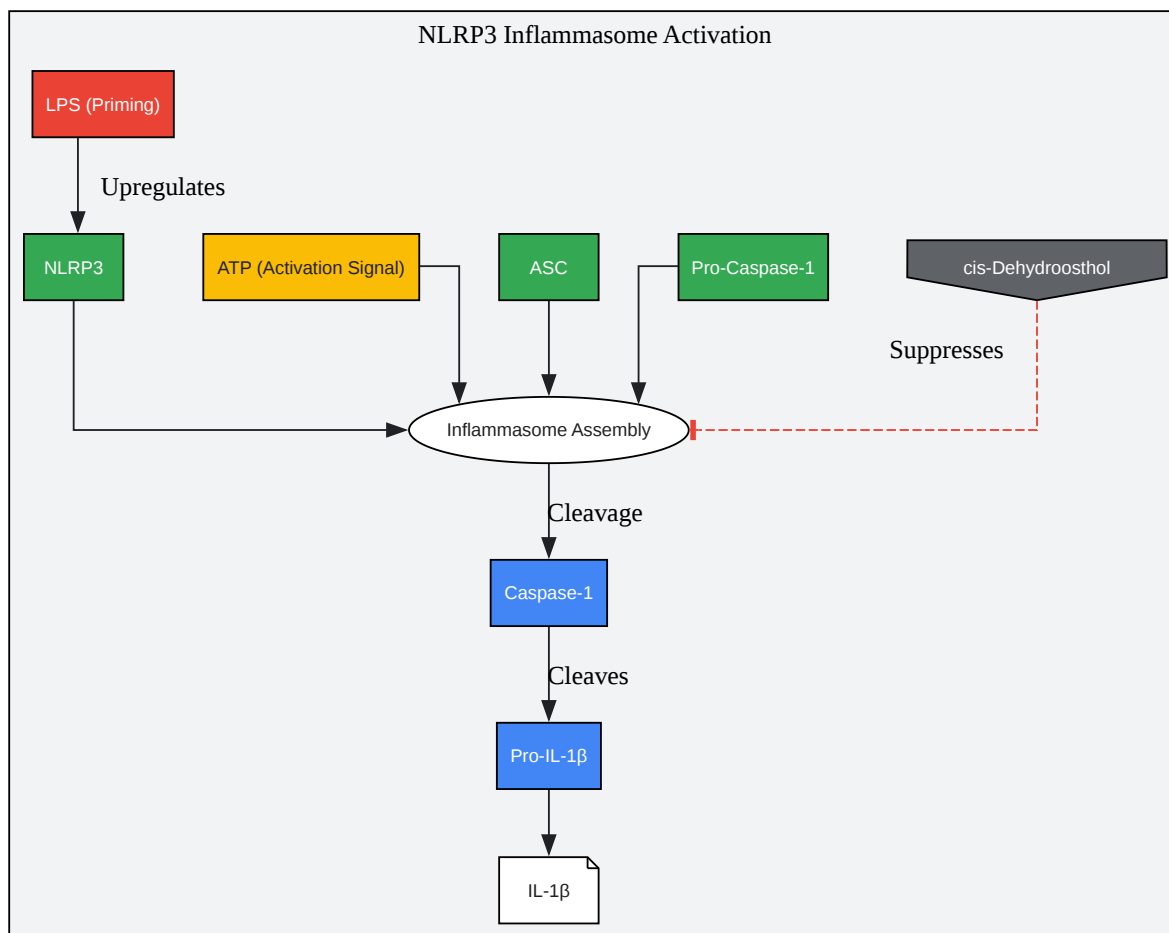 NLRP3 Inflammasome Activation
LPS (Priming)
Upregulates
NLRP3
ATP (Activation Signal)
ASC
Pro-Caspase-1
cis-Dehydroosthol
Suppresses
Inflammasome Assembly
Cleavage
Caspase-1
Cleaves
Pro-IL-1β
IL-1β